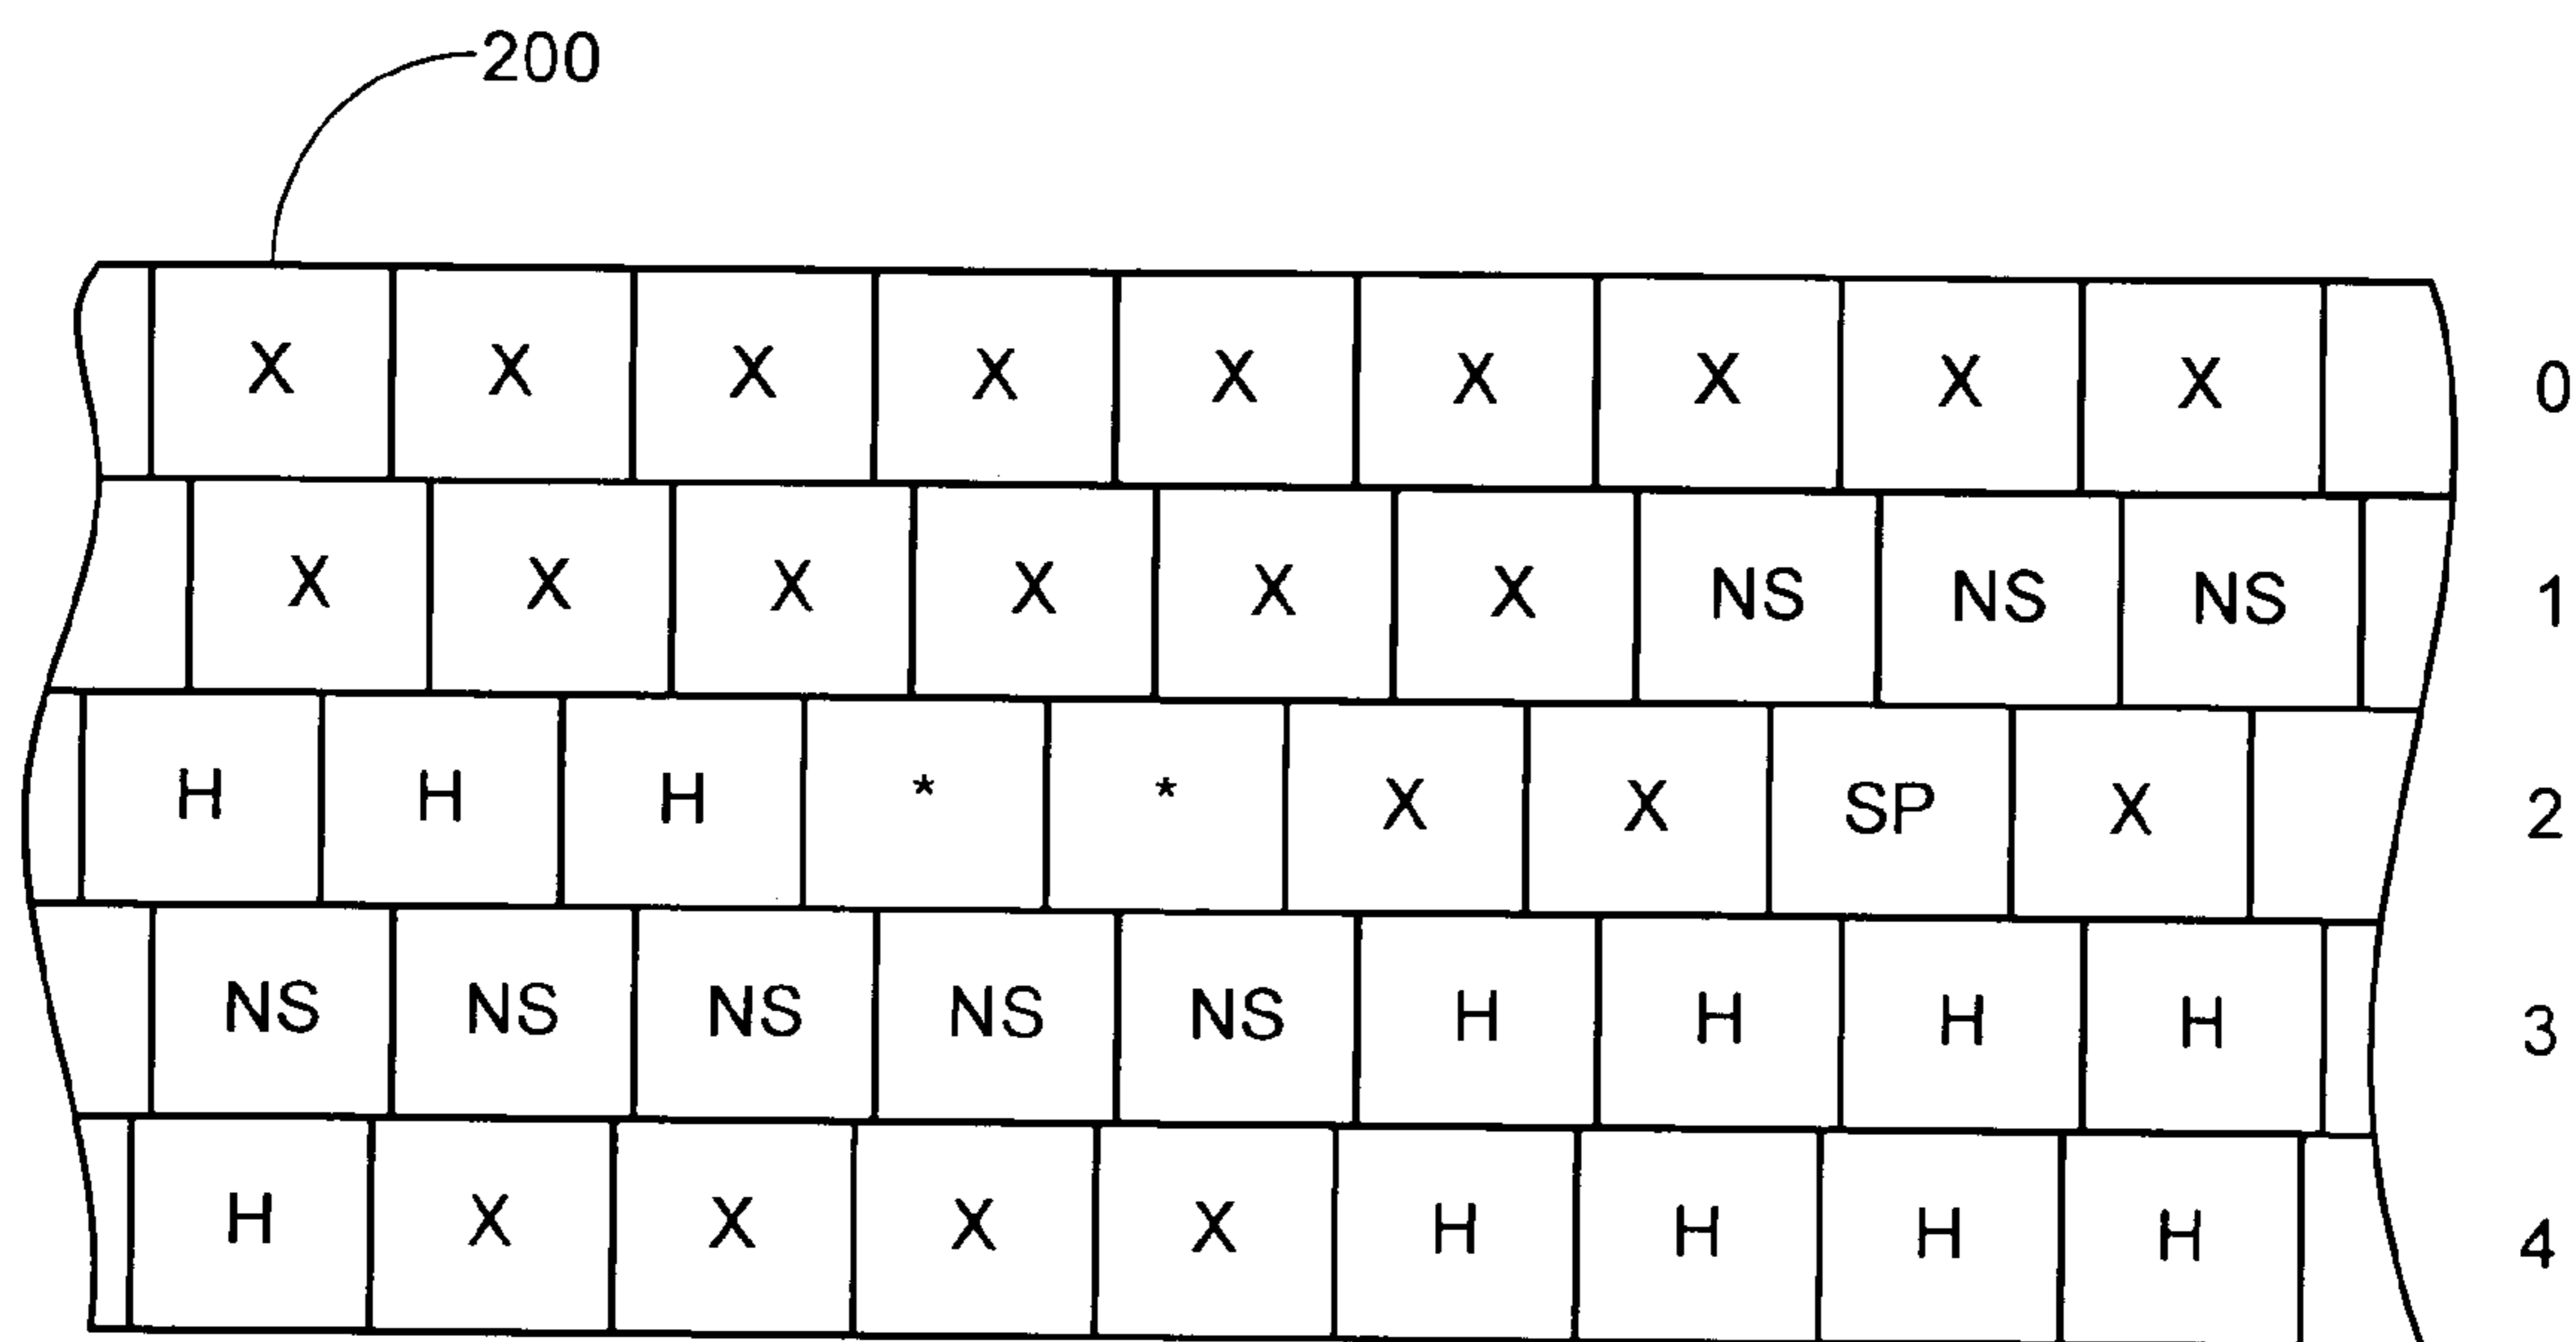 200
X X X X X X X X X 0
X X X X X X NS NS NS 1
H H H * * X X SP X 2
NS NS NS NS NS H H H H 3
H X X X X H H H H 4